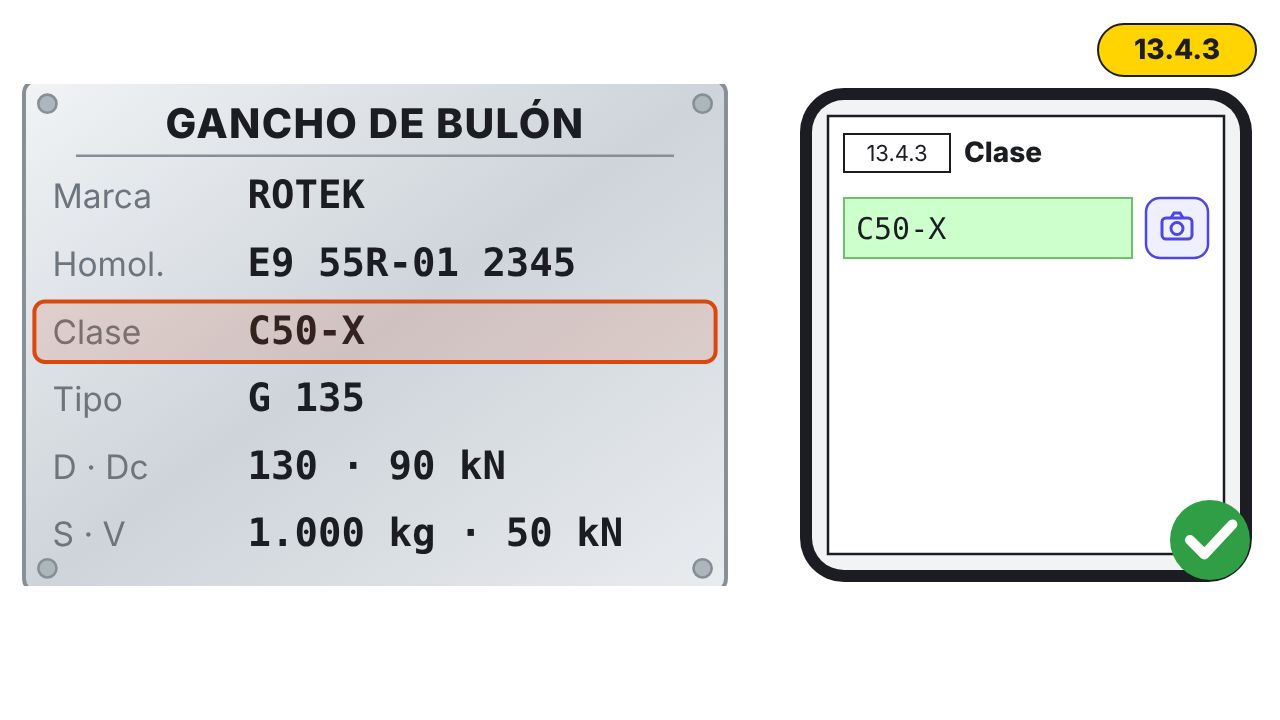 13.4.3
GANCHO DE BULÓN
Marca ROTEK
Homol. E9 55R-01 2345
Clase C50-X
Tipo G 135
D · Dc 130 · 90 kN
S · V 1.000 kg · 50 kN
13.4.3 Clase
C50-X